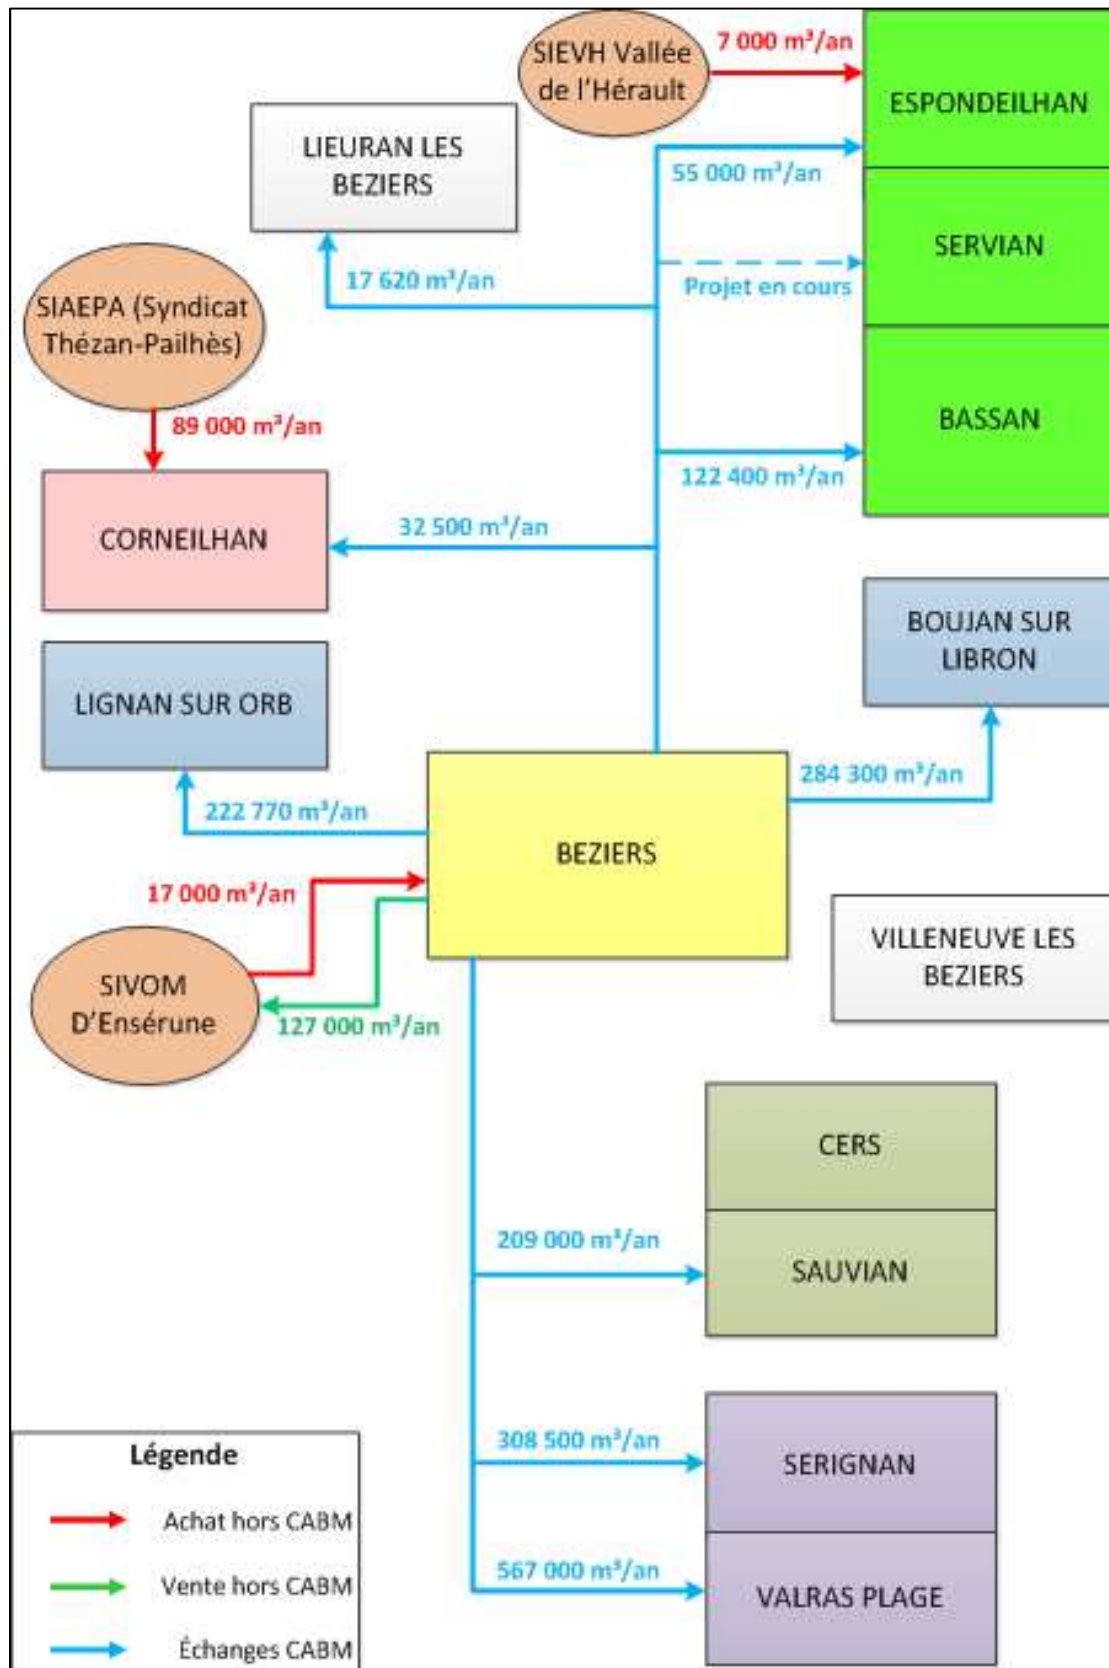 SIEVH Vallée
de l'Hérault
7 000 m³/an
ESPONDEILHAN
LIEURAN LES
BEZIERS
55 000 m³/an
SERVIAN
17 620 m³/an
Projet en cours
SIAEPA (Syndicat
Thézan-Pailhès)
BASSAN
89 000 m³/an
122 400 m³/an
CORNEILHAN
32 500 m³/an
BOUJAN SUR
LIBRON
LIGNAN SUR ORB
284 300 m³/an
222 770 m³/an
BEZIERS
17 000 m³/an
VILLENEUVE LES
BEZIERS
SIVOM
D'Ensérune
127 000 m³/an
CERS
209 000 m³/an
SAUVIAN
308 500 m³/an
SERIGNAN
567 000 m³/an
VALRAS PLAGE
Légende
Achat hors CABM
Vente hors CABM
Échanges CABM